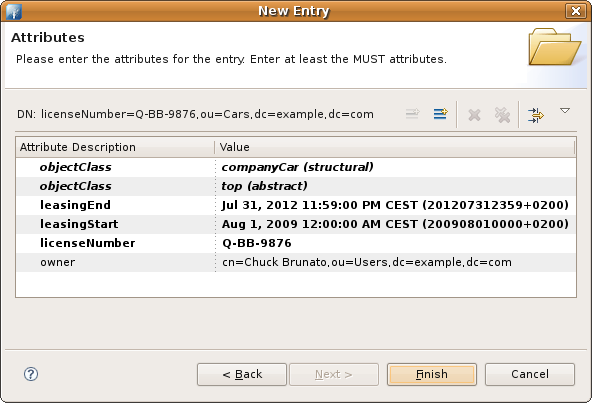 New Entry
Attributes
Please enter the attributes for the entry. Enter at least the MUST attributes.
DN: licenseNumber=Q-BB-9876,ou=Cars,dc=example,dc=com
Attribute Description Value
objectClass companyCar (structural)
objectClass top (abstract)
leasingEnd Jul 31, 2012 11:59:00 PM CEST (201207312359+0200)
leasingStart Aug 1, 2009 12:00:00 AM CEST (200908010000+0200)
licenseNumber Q-BB-9876
owner cn=Chuck Brunato,ou=Users,dc=example,dc=com
? < Back Next > Finish Cancel